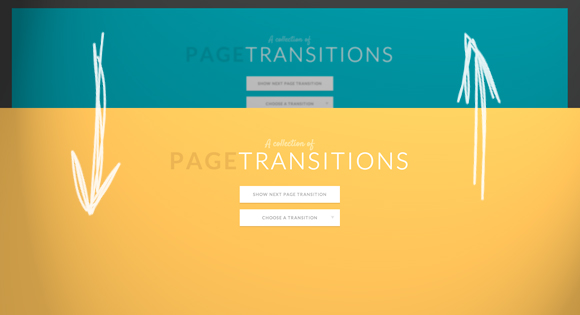 A collection of
PAGETRANSITIONS
SHOW NEXT PAGE TRANSITION
CHOOSE A TRANSITION
A collection of
PAGETRANSITIONS
SHOW NEXT PAGE TRANSITION
CHOOSE A TRANSITION